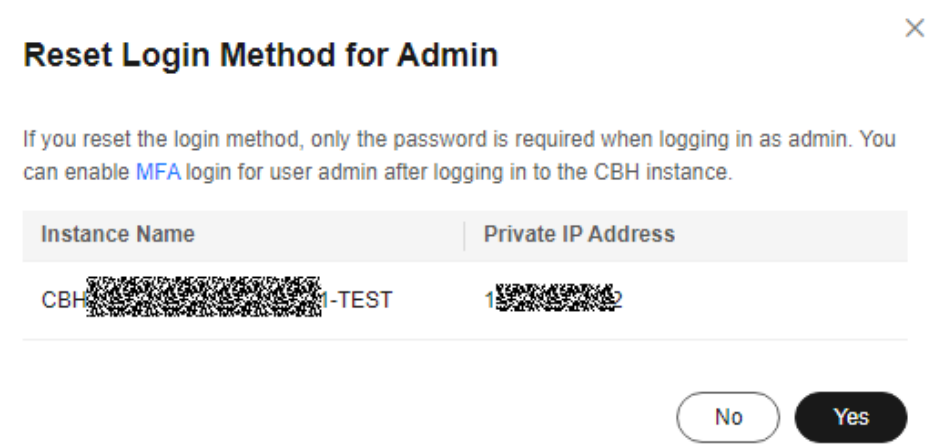 Reset Login Method for Admin
If you reset the login method, only the password is required when logging in as admin. You
can enable MFA login for user admin after logging in to the CBH instance.
Instance Name Private IP Address
CBH 1-TEST 1 2
No Yes